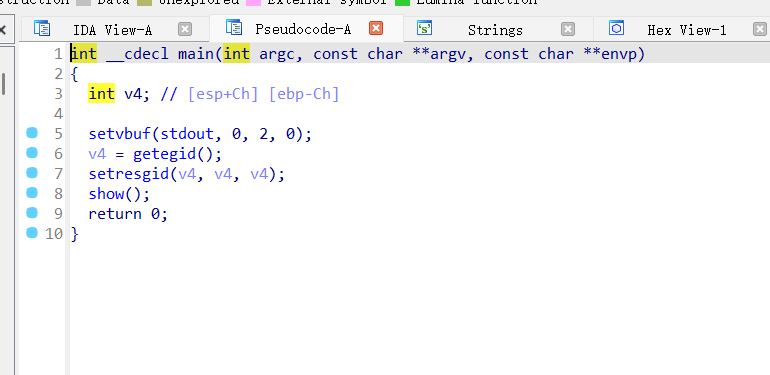 struction Data Unexplored External symbol Lumina function
IDA View-A Pseudocode-A Strings Hex View-1
1 int __cdecl main(int argc, const char **argv, const char **envp)
2 {
3 int v4; // [esp+Ch] [ebp-Ch]
4
5 setvbuf(stdout, 0, 2, 0);
6 v4 = getegid();
7 setresgid(v4, v4, v4);
8 show();
9 return 0;
10 }